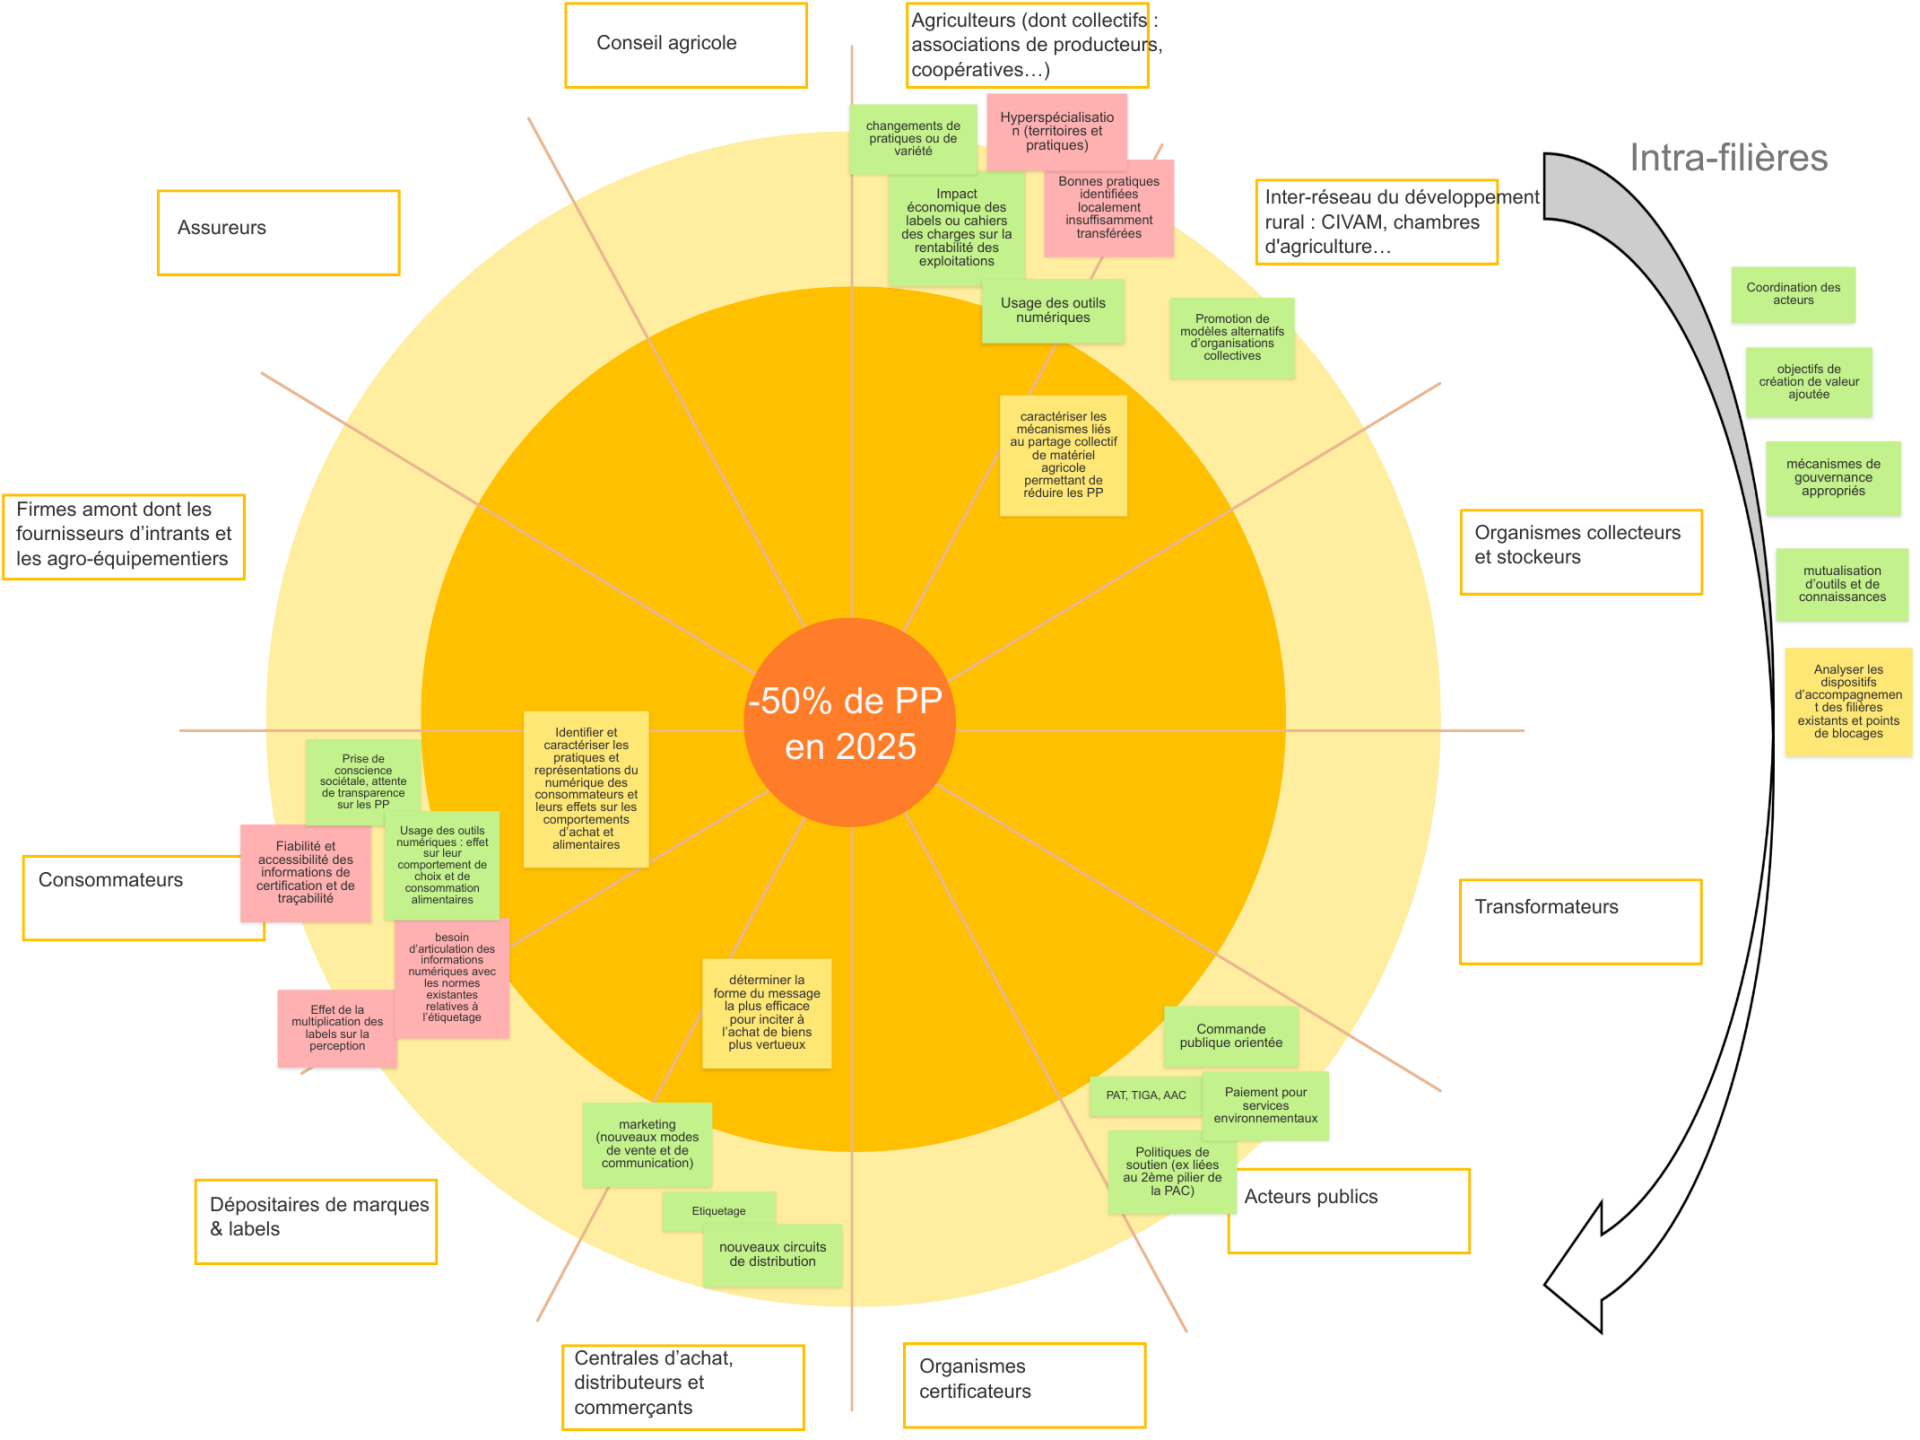 Conseil agricole
Agriculteurs (dont collectifs :
associations de producteurs,
coopératives…)
Inter-réseau du développement
rural : CIVAM, chambres
d'agriculture…
Organismes collecteurs
et stockeurs
Transformateurs
Acteurs publics
Organismes
certificateurs
Centrales d’achat,
distributeurs et
commerçants
Dépositaires de marques
& labels
Consommateurs
Firmes amont dont les
fournisseurs d’intrants et
les agro-équipementiers
Assureurs
-50% de PP
en 2025
changements de
pratiques ou de
variété
Hyperspécialisatio
n (territoires et
pratiques)
Impact
économique des
labels ou cahiers
des charges sur la
rentabilité des
exploitations
Bonnes pratiques
identifiées
localement
insuffisamment
transférées
Usage des outils
numériques
Promotion de
modèles alternatifs
d’organisations
collectives
caractériser les
mécanismes liés
au partage collectif
de matériel
agricole
permettant de
réduire les PP
Identifier et
caractériser les
pratiques et
représentations du
numérique des
consommateurs et
leurs effets sur les
comportements
d’achat et
alimentaires
Prise de
conscience
sociétale, attente
de transparence
sur les PP
Usage des outils
numériques : effet
sur leur
comportement de
choix et de
consommation
alimentaires
Fiabilité et
accessibilité des
informations de
certification et de
traçabilité
besoin
d’articulation des
informations
numériques avec
les normes
existantes
relatives à
l’étiquetage
Effet de la
multiplication des
labels sur la
perception
déterminer la
forme du message
la plus efficace
pour inciter à
l’achat de biens
plus vertueux
marketing
(nouveaux modes
de vente et de
communication)
Etiquetage
nouveaux circuits
de distribution
Commande
publique orientée
PAT, TIGA, AAC
Paiement pour
services
environnementaux
Politiques de
soutien (ex liées
au 2ème pilier de
la PAC)
Intra-filières
Coordination des
acteurs
objectifs de
création de valeur
ajoutée
mécanismes de
gouvernance
appropriés
mutualisation
d’outils et de
connaissances
Analyser les
dispositifs
d’accompagnemen
t des filières
existants et points
de blocages